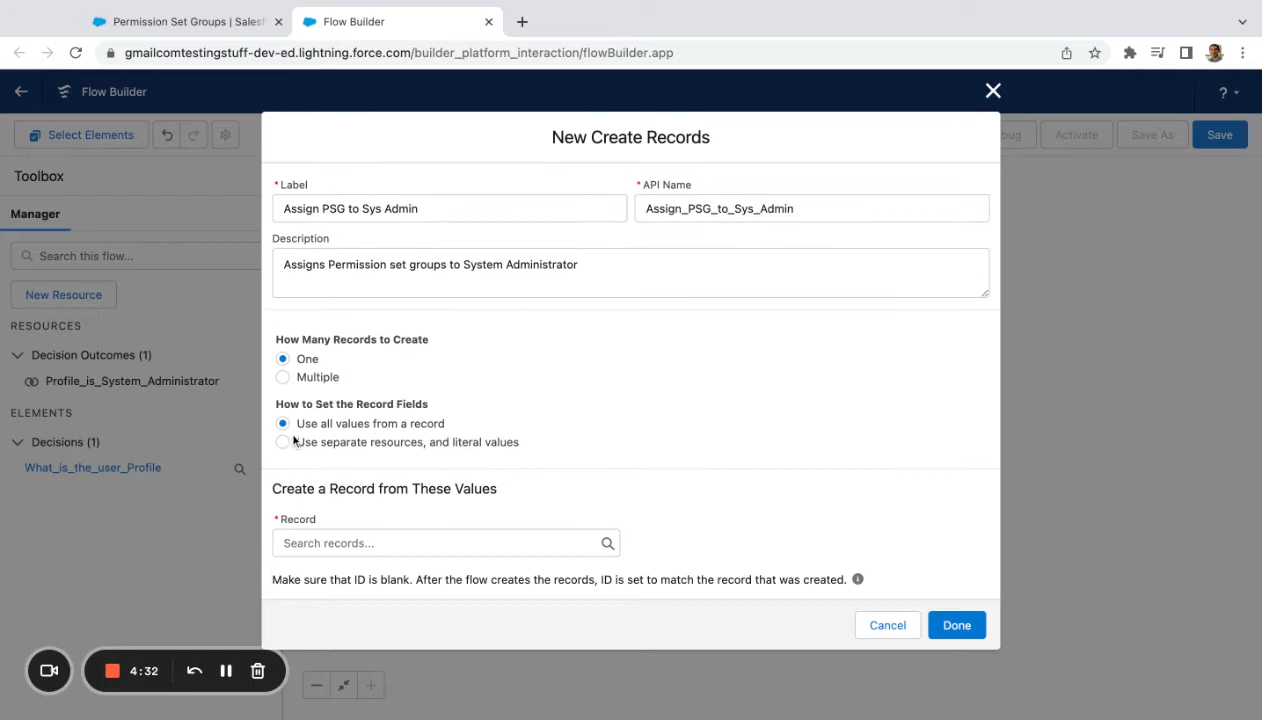 Permission Set Groups | Salesf
Flow Builder
gmailcomtestingstuff-dev-ed.lightning.force.com/builder_platform_interaction/flowBuilder.app
Flow Builder
?
Select Elements
bug
Activate
Save As
Save
Toolbox
Manager
Search this flow...
New Resource
RESOURCES
Decision Outcomes (1)
Profile_is_System_Administrator
ELEMENTS
Decisions (1)
What_is_the_user_Profile
New Create Records
* Label
* API Name
Assign PSG to Sys Admin
Assign_PSG_to_Sys_Admin
Description
Assigns Permission set groups to System Administrator
How Many Records to Create
One
Multiple
How to Set the Record Fields
Use all values from a record
Use separate resources, and literal values
Create a Record from These Values
* Record
Search records...
Make sure that ID is blank. After the flow creates the records, ID is set to match the record that was created.
Cancel
Done
4:32